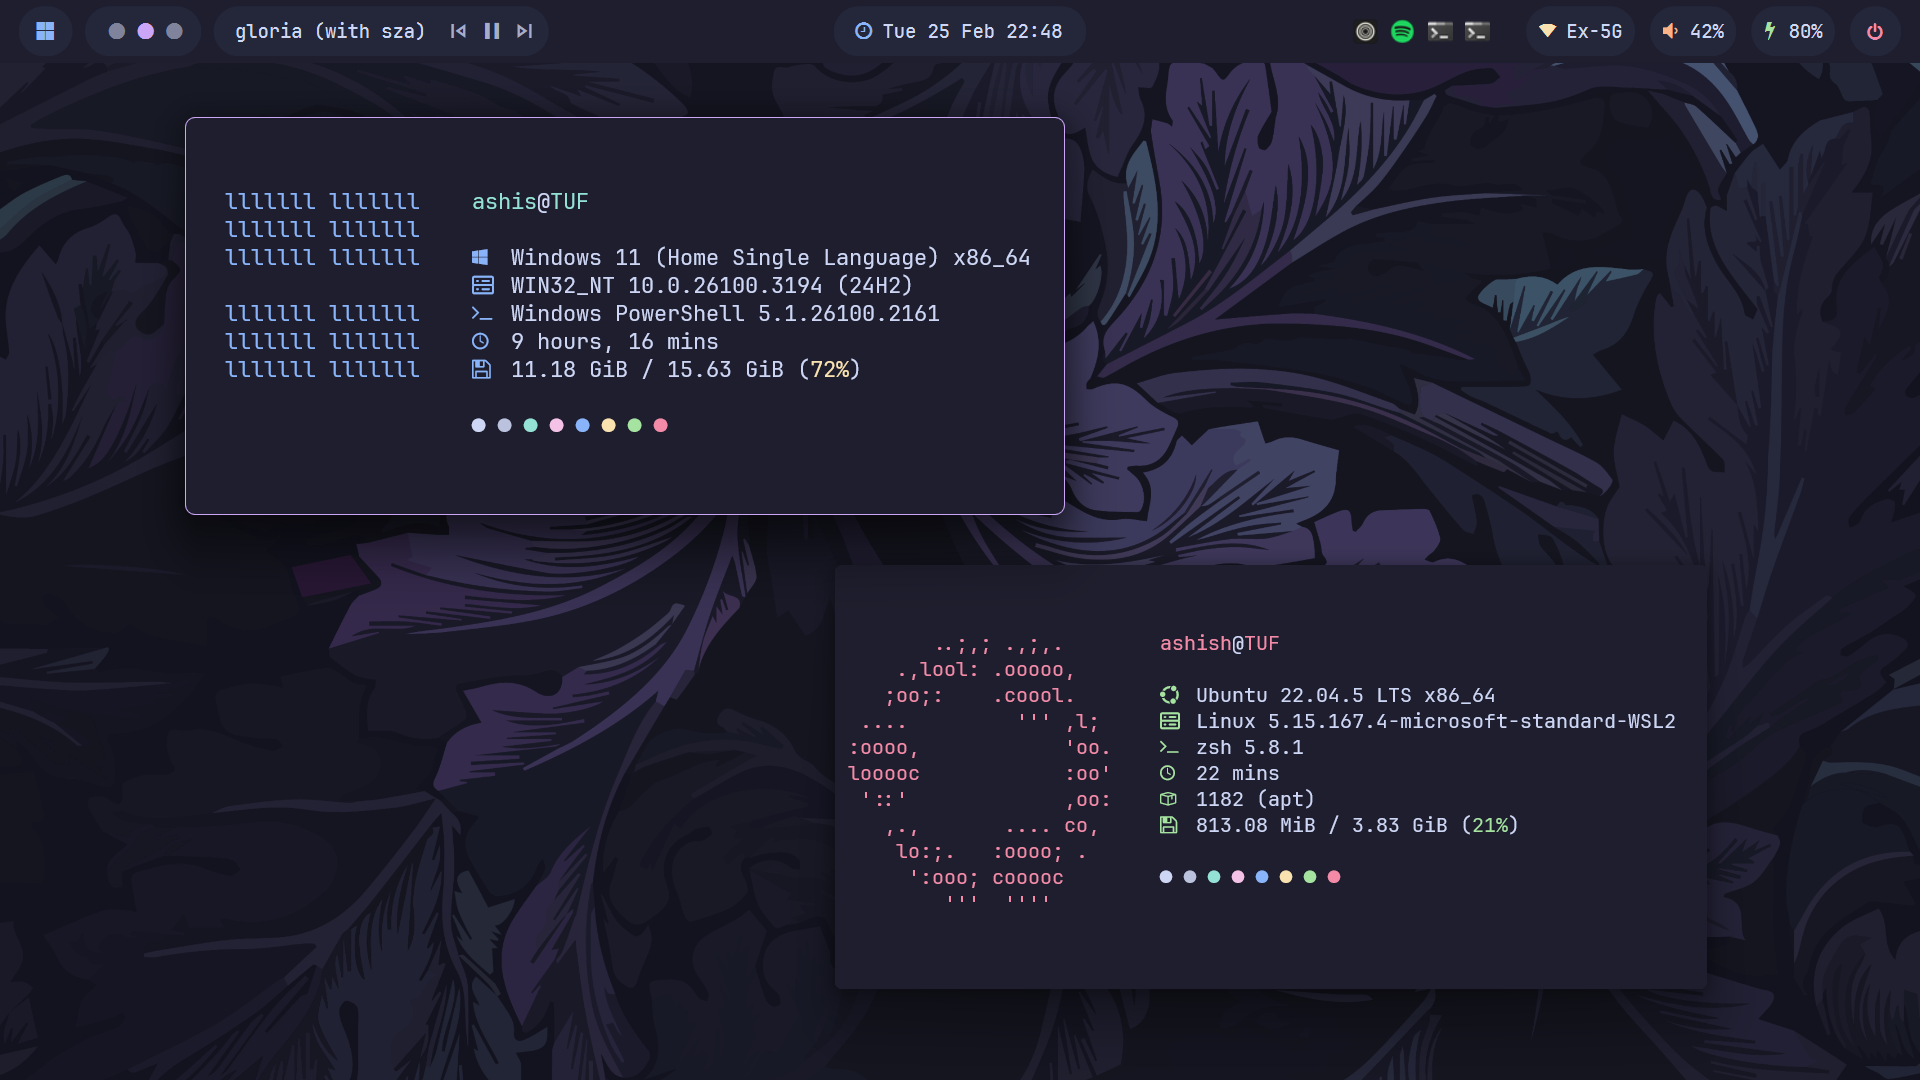 gloria (with sza)
Tue 25 Feb 22:48
Ex-5G
42%
80%
lllllll lllllll
lllllll lllllll
lllllll lllllll
lllllll lllllll
lllllll lllllll
lllllll lllllll
ashis@TUF
Windows 11 (Home Single Language) x86_64
WIN32_NT 10.0.26100.3194 (24H2)
Windows PowerShell 5.1.26100.2161
9 hours, 16 mins
11.18 GiB / 15.63 GiB (72%)
..;,; .,;,.
.,lool: .ooooo,
;oo;:    .coool.
....         ''' ,l;
:oooo,            'oo.
looooc            :oo'
'::'             ,oo:
,.,       .... co,
lo:;.   :oooo; .
':ooo; cooooc
'''  ''''
ashish@TUF
Ubuntu 22.04.5 LTS x86_64
Linux 5.15.167.4-microsoft-standard-WSL2
zsh 5.8.1
22 mins
1182 (apt)
813.08 MiB / 3.83 GiB (21%)